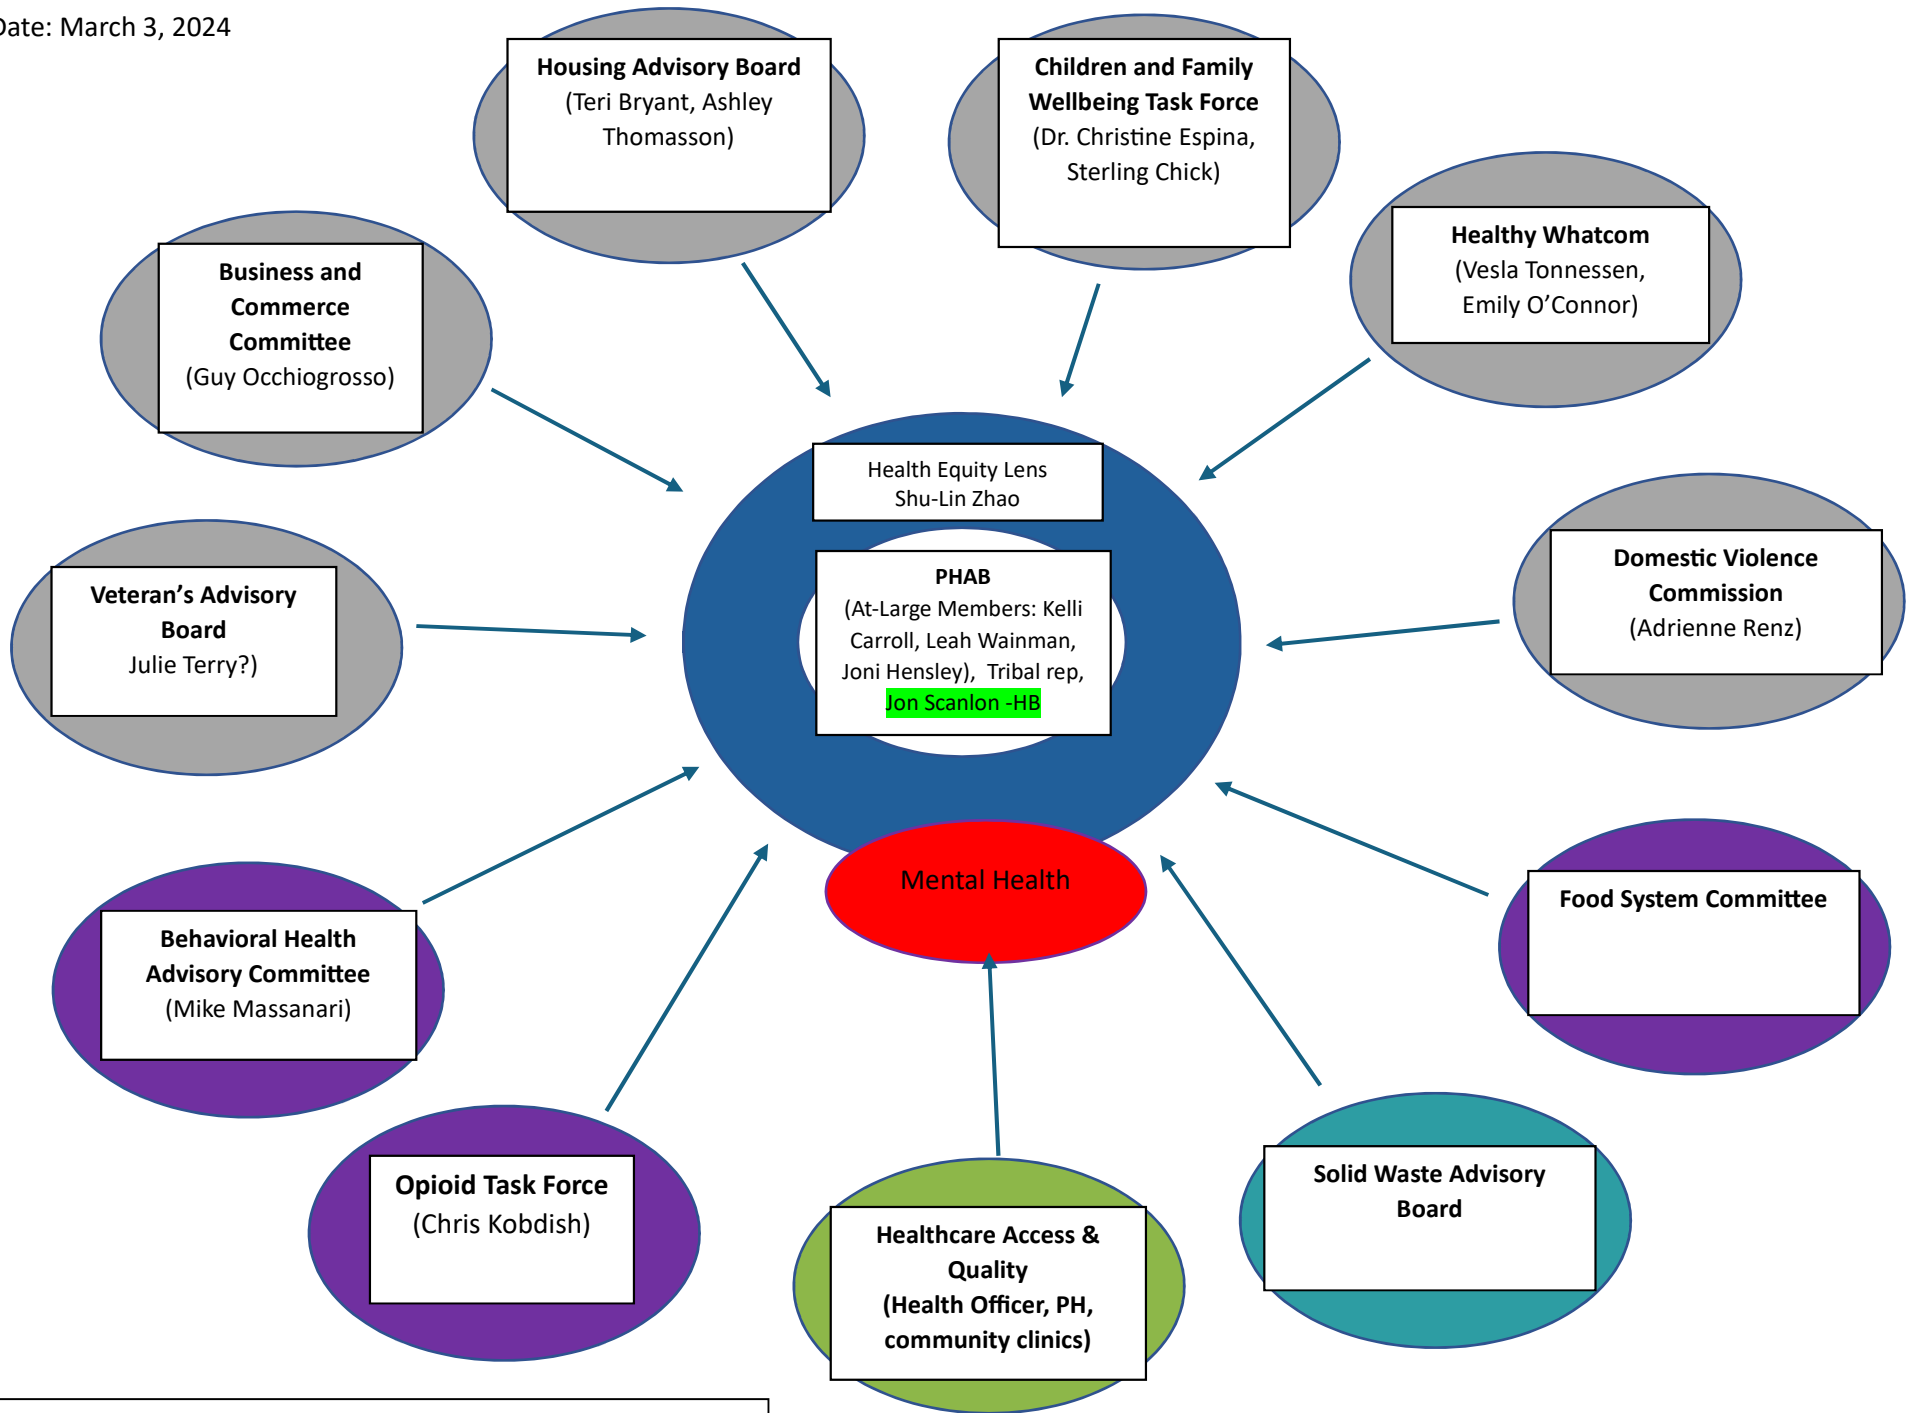 Date: March 3, 2024
Housing Advisory Board
(Teri Bryant, Ashley
Thomasson)
Children and Family
Wellbeing Task Force
(Dr. Christine Espina,
Sterling Chick)
Healthy Whatcom
(Vesla Tonnessen,
Emily O’Connor)
Business and
Commerce
Committee
(Guy Occhiogrosso)
Health Equity Lens
Shu-Lin Zhao
Veteran’s Advisory
Board
Julie Terry?)
PHAB
(At-Large Members: Kelli
Carroll, Leah Wainman,
Joni Hensley), Tribal rep,
Jon Scanlon -HB
Domestic Violence
Commission
(Adrienne Renz)
Mental Health
Behavioral Health
Advisory Committee
(Mike Massanari)
Food System Committee
Opioid Task Force
(Chris Kobdish)
Healthcare Access &
Quality
(Health Officer, PH,
community clinics)
Solid Waste Advisory
Board